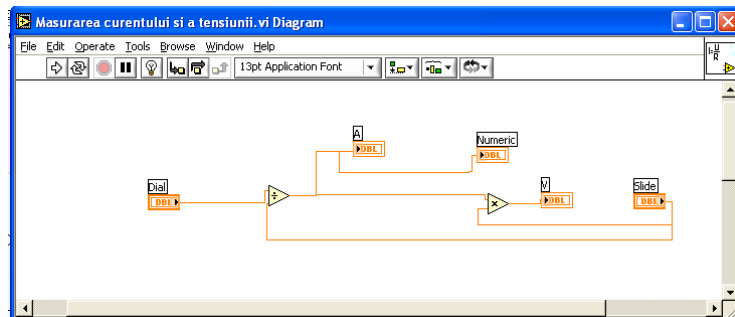 Masurarea curentului si a tensiunii.vi Diagram
File Edit Operate Tools Browse Window Help
13pt Application Font
I=U/R
A
DBL
Numeric
DBL
Dial
DBL
÷
V
DBL
Slide
DBL
×